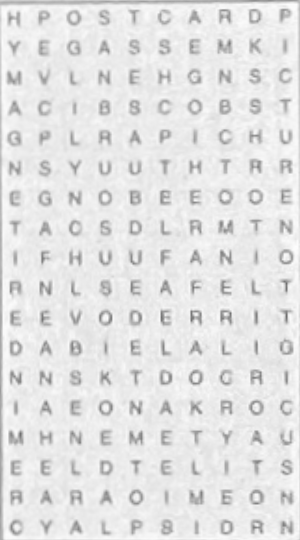 H P O S T C A R D P
Y E G A S S E M K I
M V L N E H G N S C
A C I B S C O B S T
G P L R A P I C H U
N S Y U U T H T R R
E G N O B E E O O E
T A C S D L R M T N
I F H U U F A N I O
R N L S E A F E L T
E E V O D E R R I T
D A B I E L A L I G
N N S K T D O C R I
I A E O N A K R O C
M H N E M E T Y A U
E E L D T E L I T S
R A R A O I M E O N
C Y A L P S I D R N